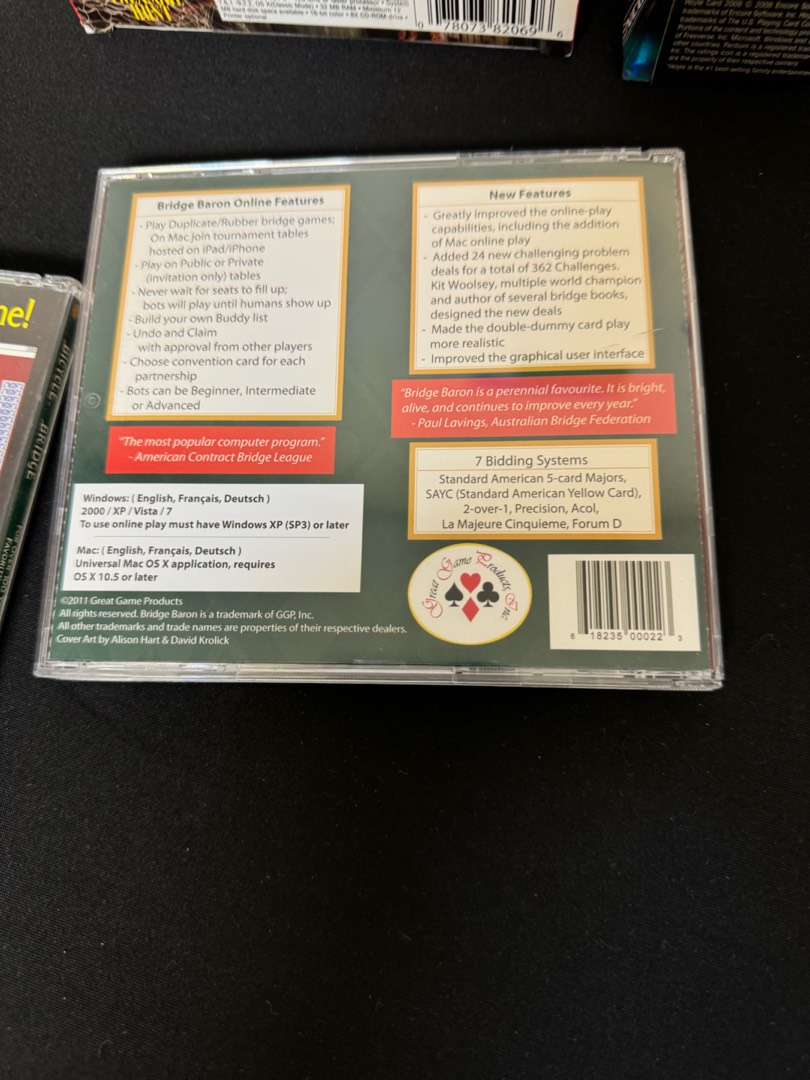 0 78073 82069 6
Bridge Baron Online Features
- Play Duplicate/Rubber bridge games;
On Mac join tournament tables
hosted on iPad/iPhone
- Play on Public or Private
(invitation only) tables
- Never wait for seats to fill up;
bots will play until humans show up
- Build your own Buddy list
- Undo and Claim
with approval from other players
- Choose convention card for each
partnership
- Bots can be Beginner, Intermediate
or Advanced
"The most popular computer program."
- American Contract Bridge League
Windows: ( English, Français, Deutsch )
2000 / XP / Vista / 7
To use online play must have Windows XP (SP3) or later
Mac: ( English, Français, Deutsch )
Universal Mac OS X application, requires
OS X 10.5 or later
©2011 Great Game Products
All rights reserved. Bridge Baron is a trademark of GGP, Inc.
All other trademarks and trade names are properties of their respective dealers.
Cover Art by Alison Hart & David Krolick
New Features
- Greatly improved the online-play
capabilities, including the addition
of Mac online play
- Added 24 new challenging problem
deals for a total of 362 Challenges.
Kit Woolsey, multiple world champion
and author of several bridge books,
designed the new deals
- Made the double-dummy card play
more realistic
- Improved the graphical user interface
"Bridge Baron is a perennial favourite. It is bright,
alive, and continues to improve every year."
- Paul Lavings, Australian Bridge Federation
7 Bidding Systems
Standard American 5-card Majors,
SAYC (Standard American Yellow Card),
2-over-1, Precision, Acol,
La Majeure Cinquieme, Forum D
Great Game Products, Inc.
6 18235 00022 3
ne!
BICYCLE BRIDGE